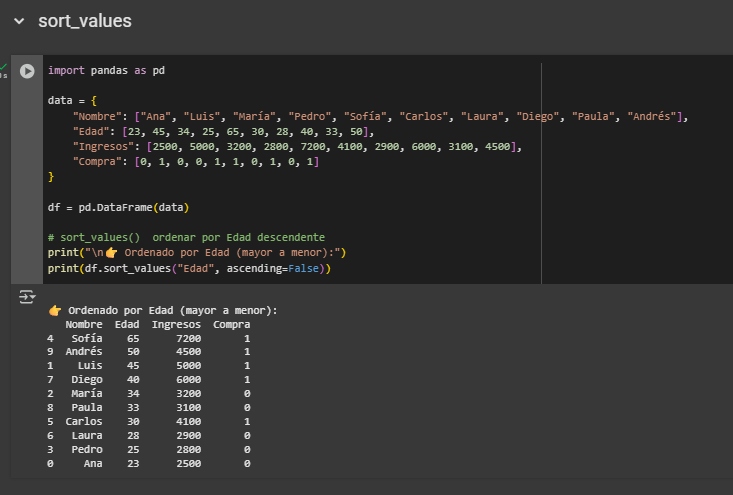 sort_values
import pandas as pd
data = {
"Nombre": ["Ana", "Luis", "María", "Pedro", "Sofía", "Carlos", "Laura", "Diego", "Paula", "Andrés"],
"Edad": [23, 45, 34, 25, 65, 30, 28, 40, 33, 50],
"Ingresos": [2500, 5000, 3200, 2800, 7200, 4100, 2900, 6000, 3100, 4500],
"Compra": [0, 1, 0, 0, 1, 1, 0, 1, 0, 1]
}
df = pd.DataFrame(data)
# sort_values()  ordenar por Edad descendente
print("\n👉 Ordenado por Edad (mayor a menor):")
print(df.sort_values("Edad", ascending=False))
👉 Ordenado por Edad (mayor a menor):
Nombre  Edad  Ingresos  Compra
4   Sofía    65      7200       1
9  Andrés    50      4500       1
1    Luis    45      5000       1
7   Diego    40      6000       1
2   María    34      3200       0
8   Paula    33      3100       0
5  Carlos    30      4100       1
6   Laura    28      2900       0
3   Pedro    25      2800       0
0     Ana    23      2500       0